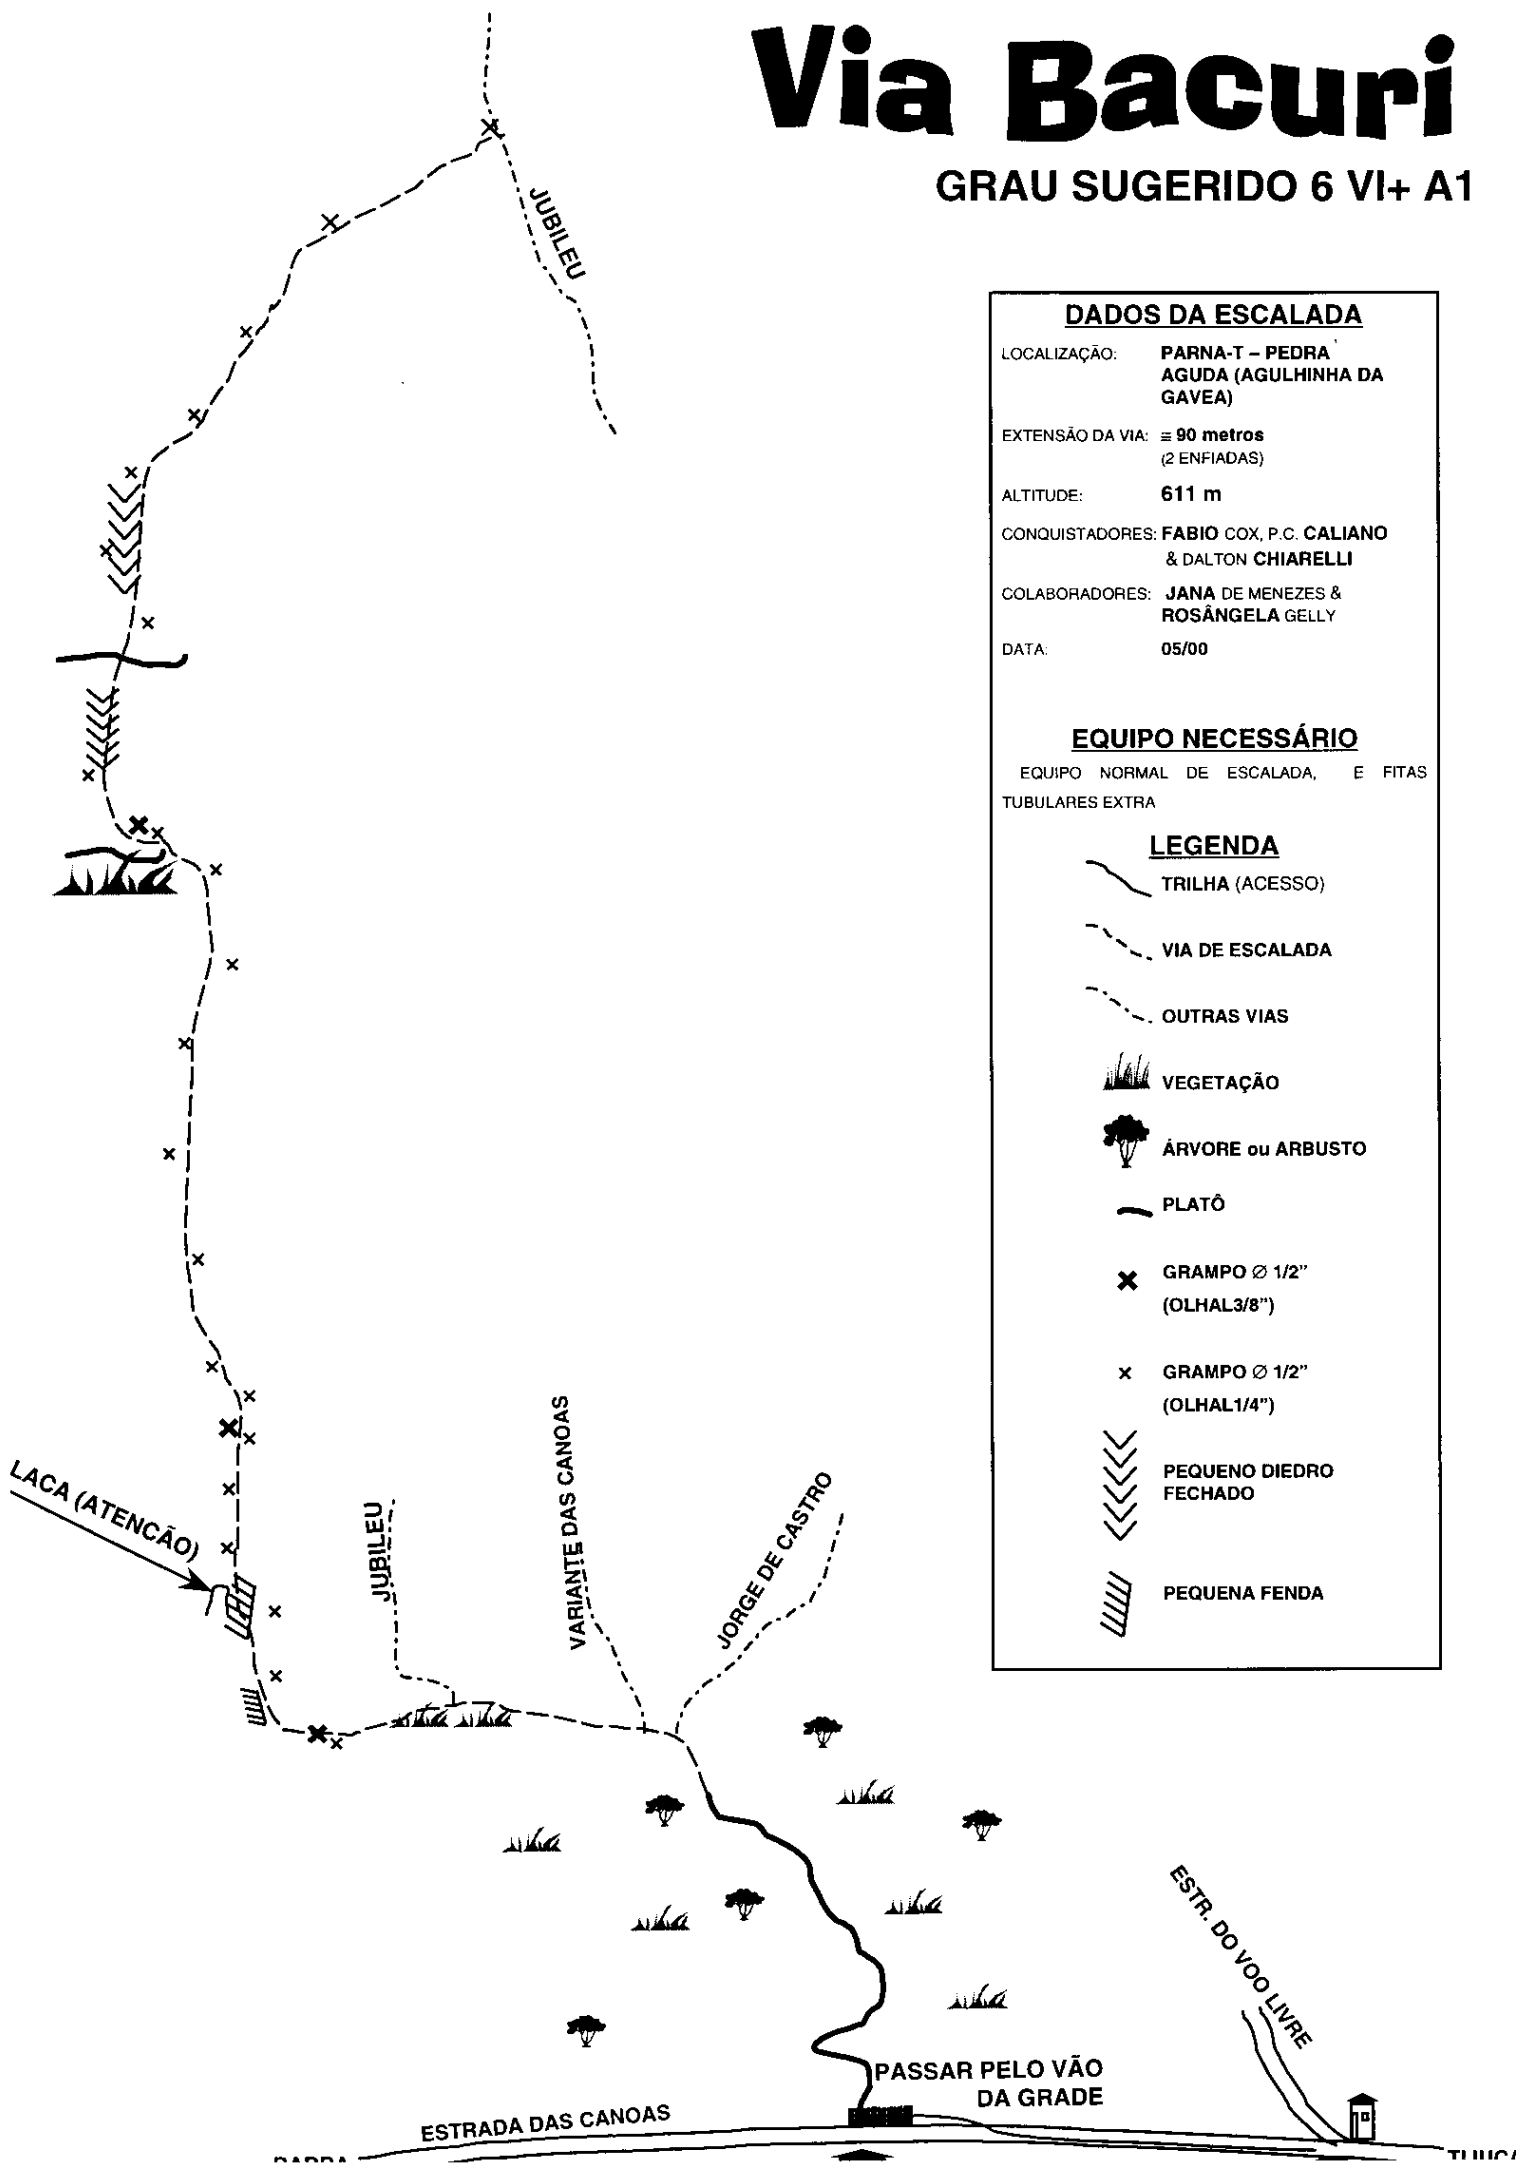 Via Bacuri
GRAU SUGERIDO 6 VI+ A1
JUBILEU
DADOS DA ESCALADA
LOCALIZAÇÃO: PARNA-T – PEDRA
AGUDA (AGULHINHA DA
GAVEA)
EXTENSÃO DA VIA: ≅ 90 metros
(2 ENFIADAS)
ALTITUDE: 611 m
CONQUISTADORES: FABIO COX, P.C. CALIANO
& DALTON CHIARELLI
COLABORADORES: JANA DE MENEZES &
ROSÂNGELA GELLY
DATA: 05/00
EQUIPO NECESSÁRIO
EQUIPO NORMAL DE ESCALADA, E FITAS
TUBULARES EXTRA
LEGENDA
TRILHA (ACESSO)
VIA DE ESCALADA
OUTRAS VIAS
VEGETAÇÃO
ÁRVORE ou ARBUSTO
PLATÔ
GRAMPO Ø 1/2”
(OLHAL3/8”)
GRAMPO Ø 1/2”
(OLHAL1/4”)
PEQUENO DIEDRO
FECHADO
PEQUENA FENDA
LACA (ATENCÃO)
JUBILEU
VARIANTE DAS CANOAS
JORGE DE CASTRO
ESTR. DO VOO LIVRE
PASSAR PELO VÃO
DA GRADE
ESTRADA DAS CANOAS